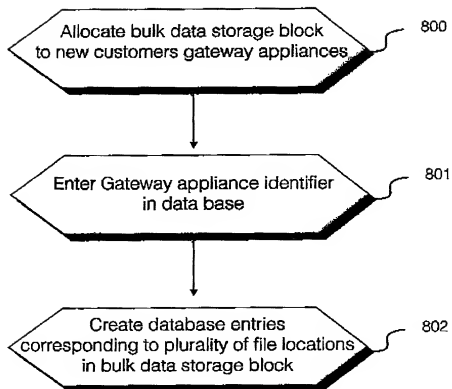 Allocate bulk data storage block
to new customers gateway appliances
800
Enter Gateway appliance identifier
in data base
801
Create database entries
corresponding to plurality of file locations
in bulk data storage block
802